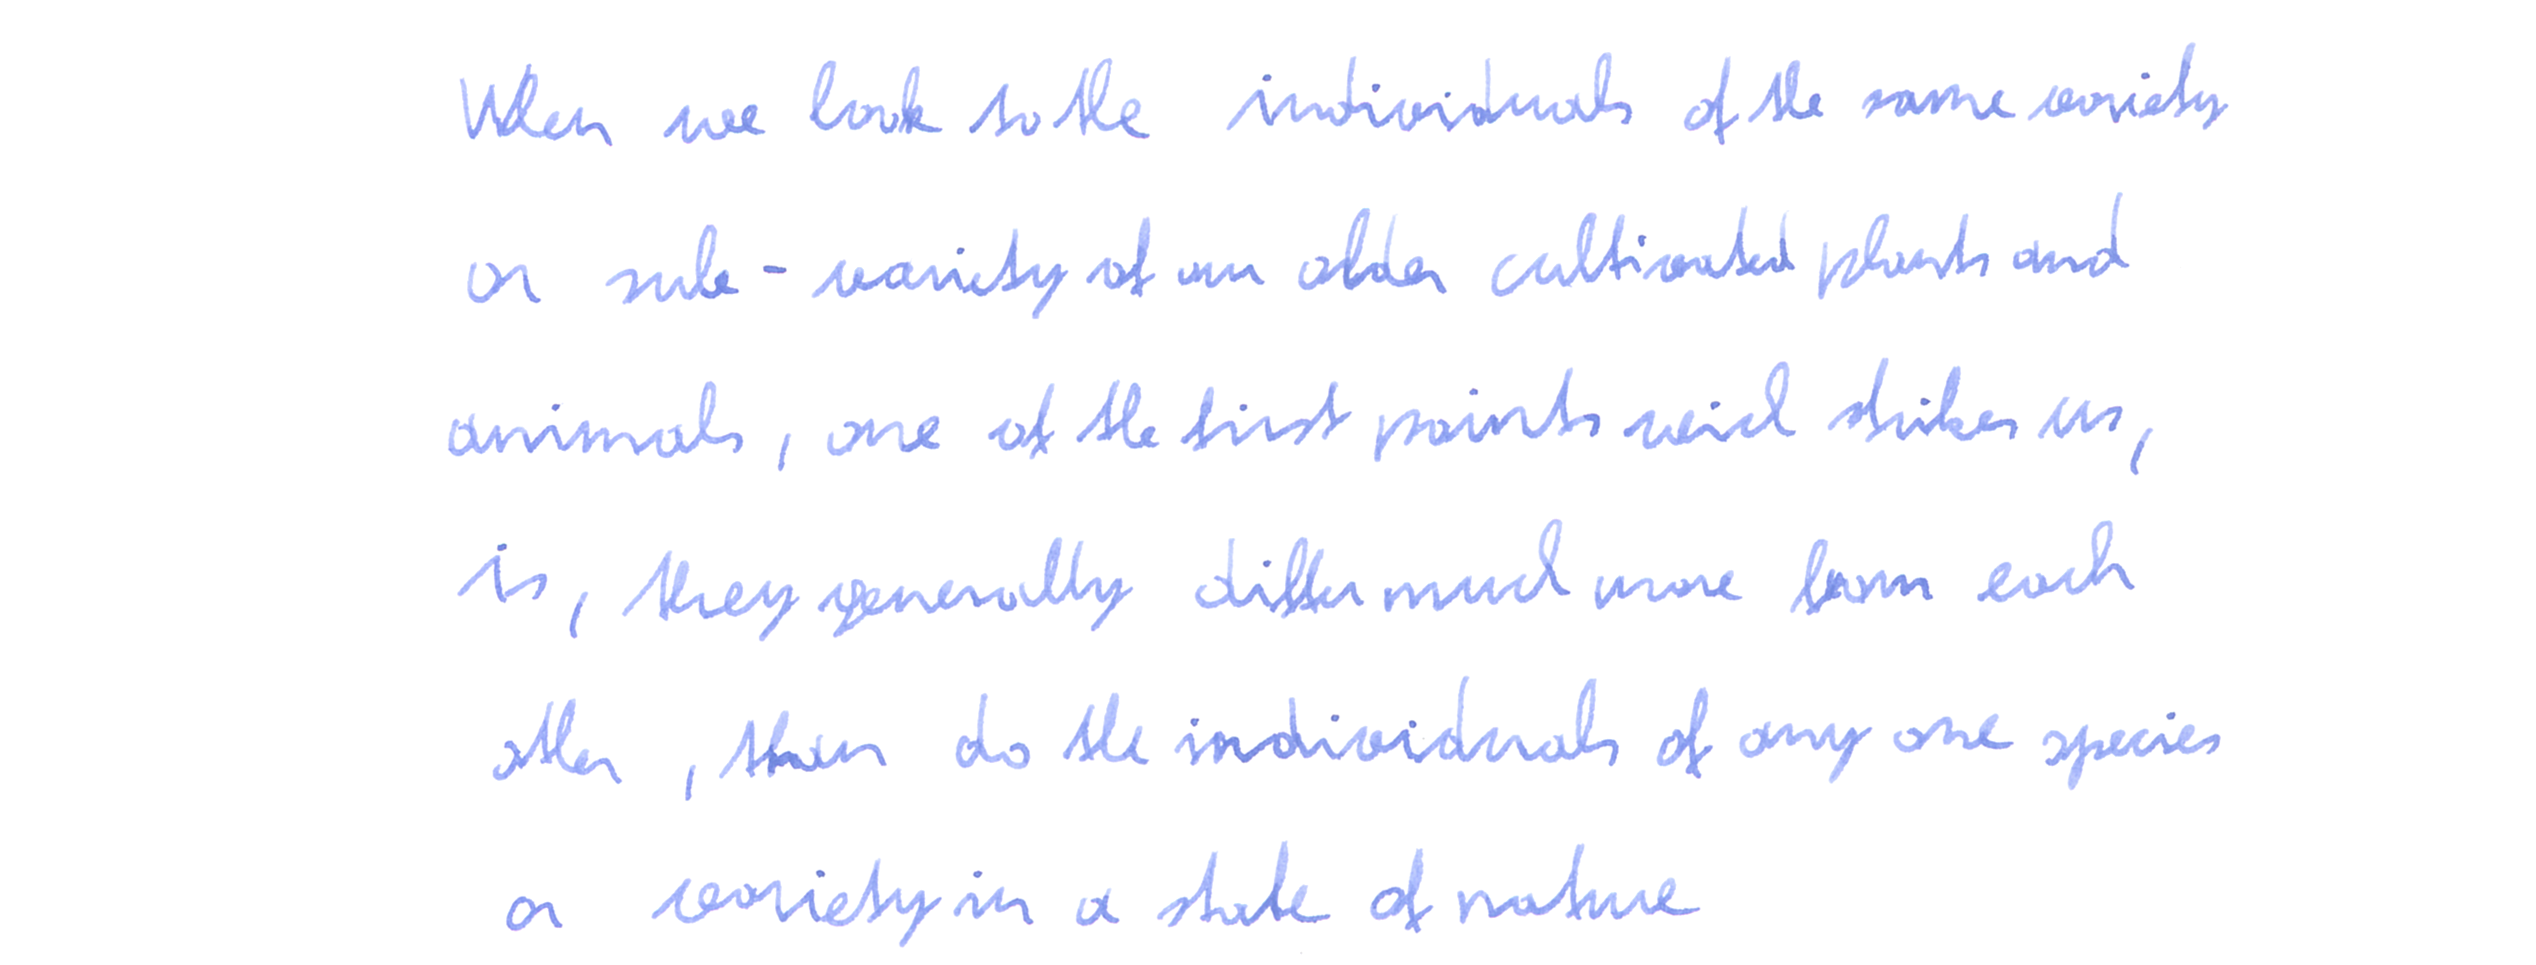 When we look to the individuals of the same variety
or sub-variety of our older cultivated plants and
animals, one of the first points wich strikes us,
is, they generally differ much more from each
other, than do the individuals of any one species
or variety in a state of nature